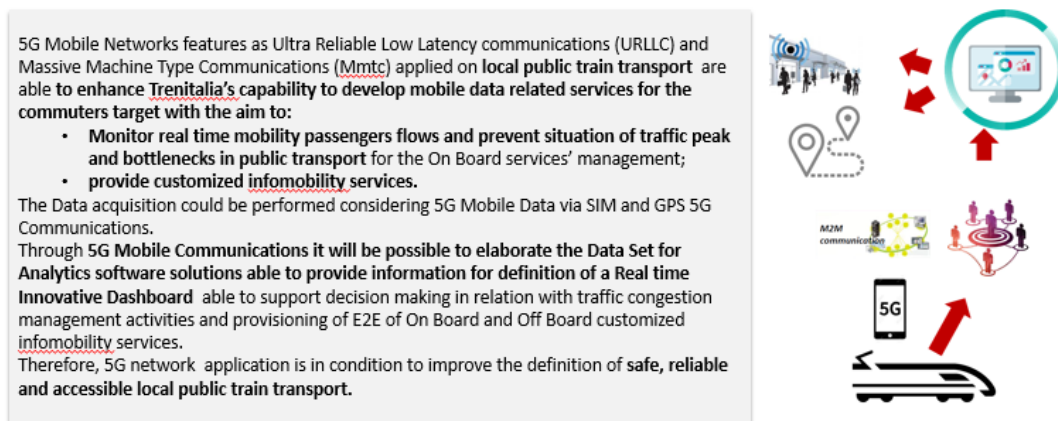 5G Mobile Networks features as Ultra Reliable Low Latency communications (URLLC) and
Massive Machine Type Communications (Mmtc) applied on local public train transport are
able to enhance Trenitalia's capability to develop mobile data related services for the
commuters target with the aim to:
• Monitor real time mobility passengers flows and prevent situation of traffic peak
and bottlenecks in public transport for the On Board services' management;
• provide customized infomobility services.
The Data acquisition could be performed considering 5G Mobile Data via SIM and GPS 5G
Communications.
Through 5G Mobile Communications it will be possible to elaborate the Data Set for
Analytics software solutions able to provide information for definition of a Real time
Innovative Dashboard able to support decision making in relation with traffic congestion
management activities and provisioning of E2E of On Board and Off Board customized
infomobility services.
Therefore, 5G network application is in condition to improve the definition of safe, reliable
and accessible local public train transport.
M2M
communication
5G